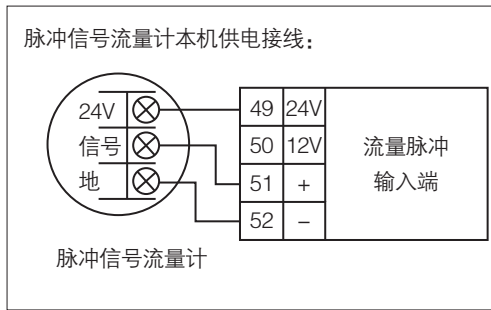 脉冲信号流量计本机供电接线：
24V 49 24V
信号 50 12V 流量脉冲
地 51 + 输入端
52 −
脉冲信号流量计